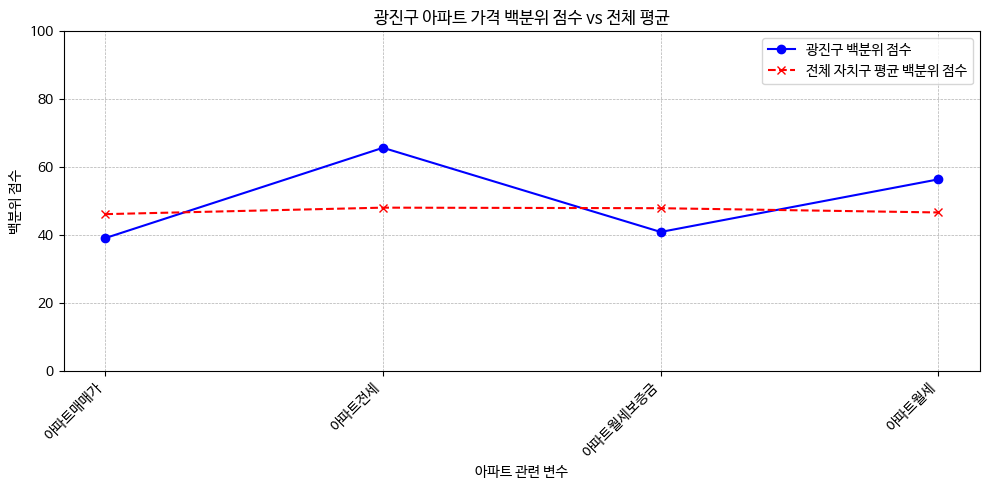 광진구 아파트 가격 백분위 점수 vs 전체 평균
광진구 백분위 점수
전체 자치구 평균 백분위 점수
백분위 점수
100
80
60
40
20
0
아파트매매가
아파트전세
아파트월세보증금
아파트월세
아파트 관련 변수